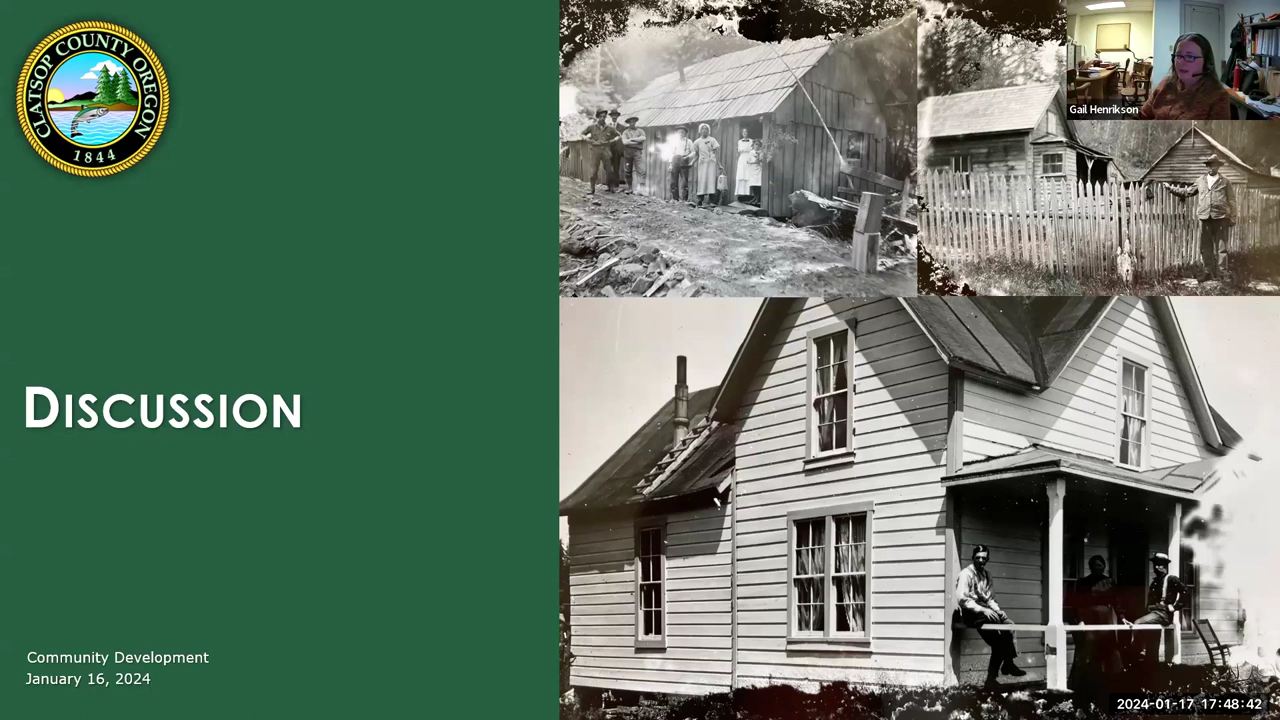 CLATSOP COUNTY OREGON
1844
Gail Henrikson
DISCUSSION
Community Development
January 16, 2024
2024-01-17 17:48:42